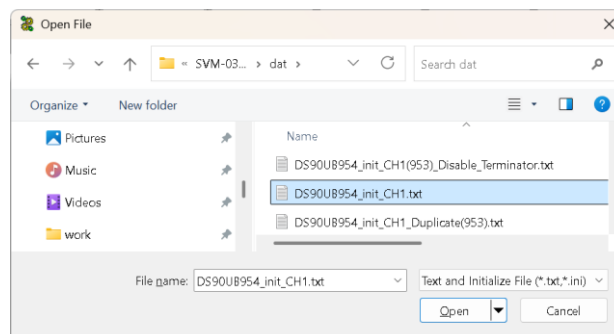 Open File
« SVM-03... › dat ›
Search dat
Organize
New folder
Pictures
Music
Videos
work
Name
DS90UB954_init_CH1(953)_Disable_Terminator.txt
DS90UB954_init_CH1.txt
DS90UB954_init_CH1_Duplicate(953).txt
File name: DS90UB954_init_CH1.txt
Text and Initialize File (*.txt,*.ini)
Open
Cancel